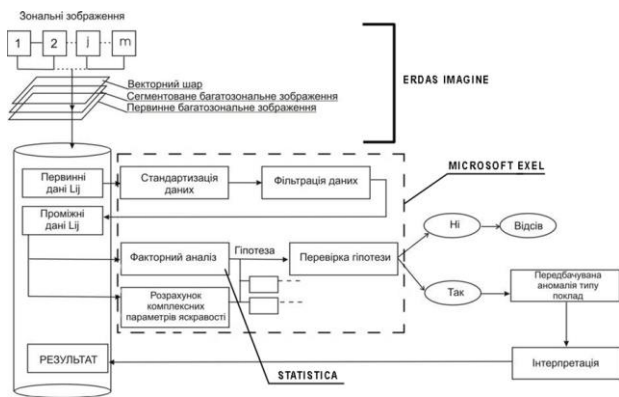 Зональні зображення
1 2 j m
ERDAS IMAGINE
Векторний шар
Сегментоване багатозональне зображення
Первинне багатозональне зображення
MICROSOFT EXEL
Первинні
дані Lij
Стандартизація
даних
Фільтрація даних
Проміжні
дані Lij
Факторний аналіз
Гіпотеза
Перевірка гіпотези
Ні
Відсів
Так
Передбачувана
аномалія типу
поклад
Розрахунок
комплексних
параметрів яскравості
РЕЗУЛЬТАТ
Інтерпретація
STATISTICA